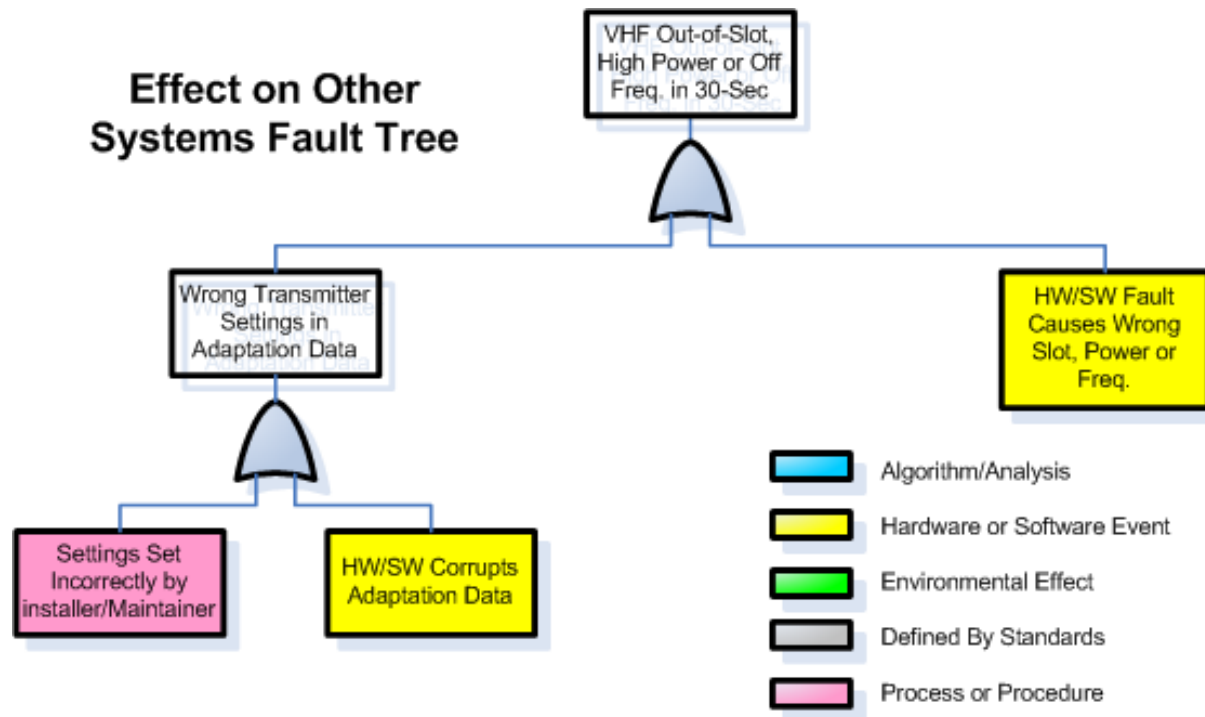 Effect on Other
Systems Fault Tree
VHF Out-of-Slot,
High Power or Off
Freq. in 30-Sec
Wrong Transmitter
Settings in
Adaptation Data
HW/SW Fault
Causes Wrong
Slot, Power or
Freq.
Settings Set
Incorrectly by
installer/Maintainer
HW/SW Corrupts
Adaptation Data
Algorithm/Analysis
Hardware or Software Event
Environmental Effect
Defined By Standards
Process or Procedure